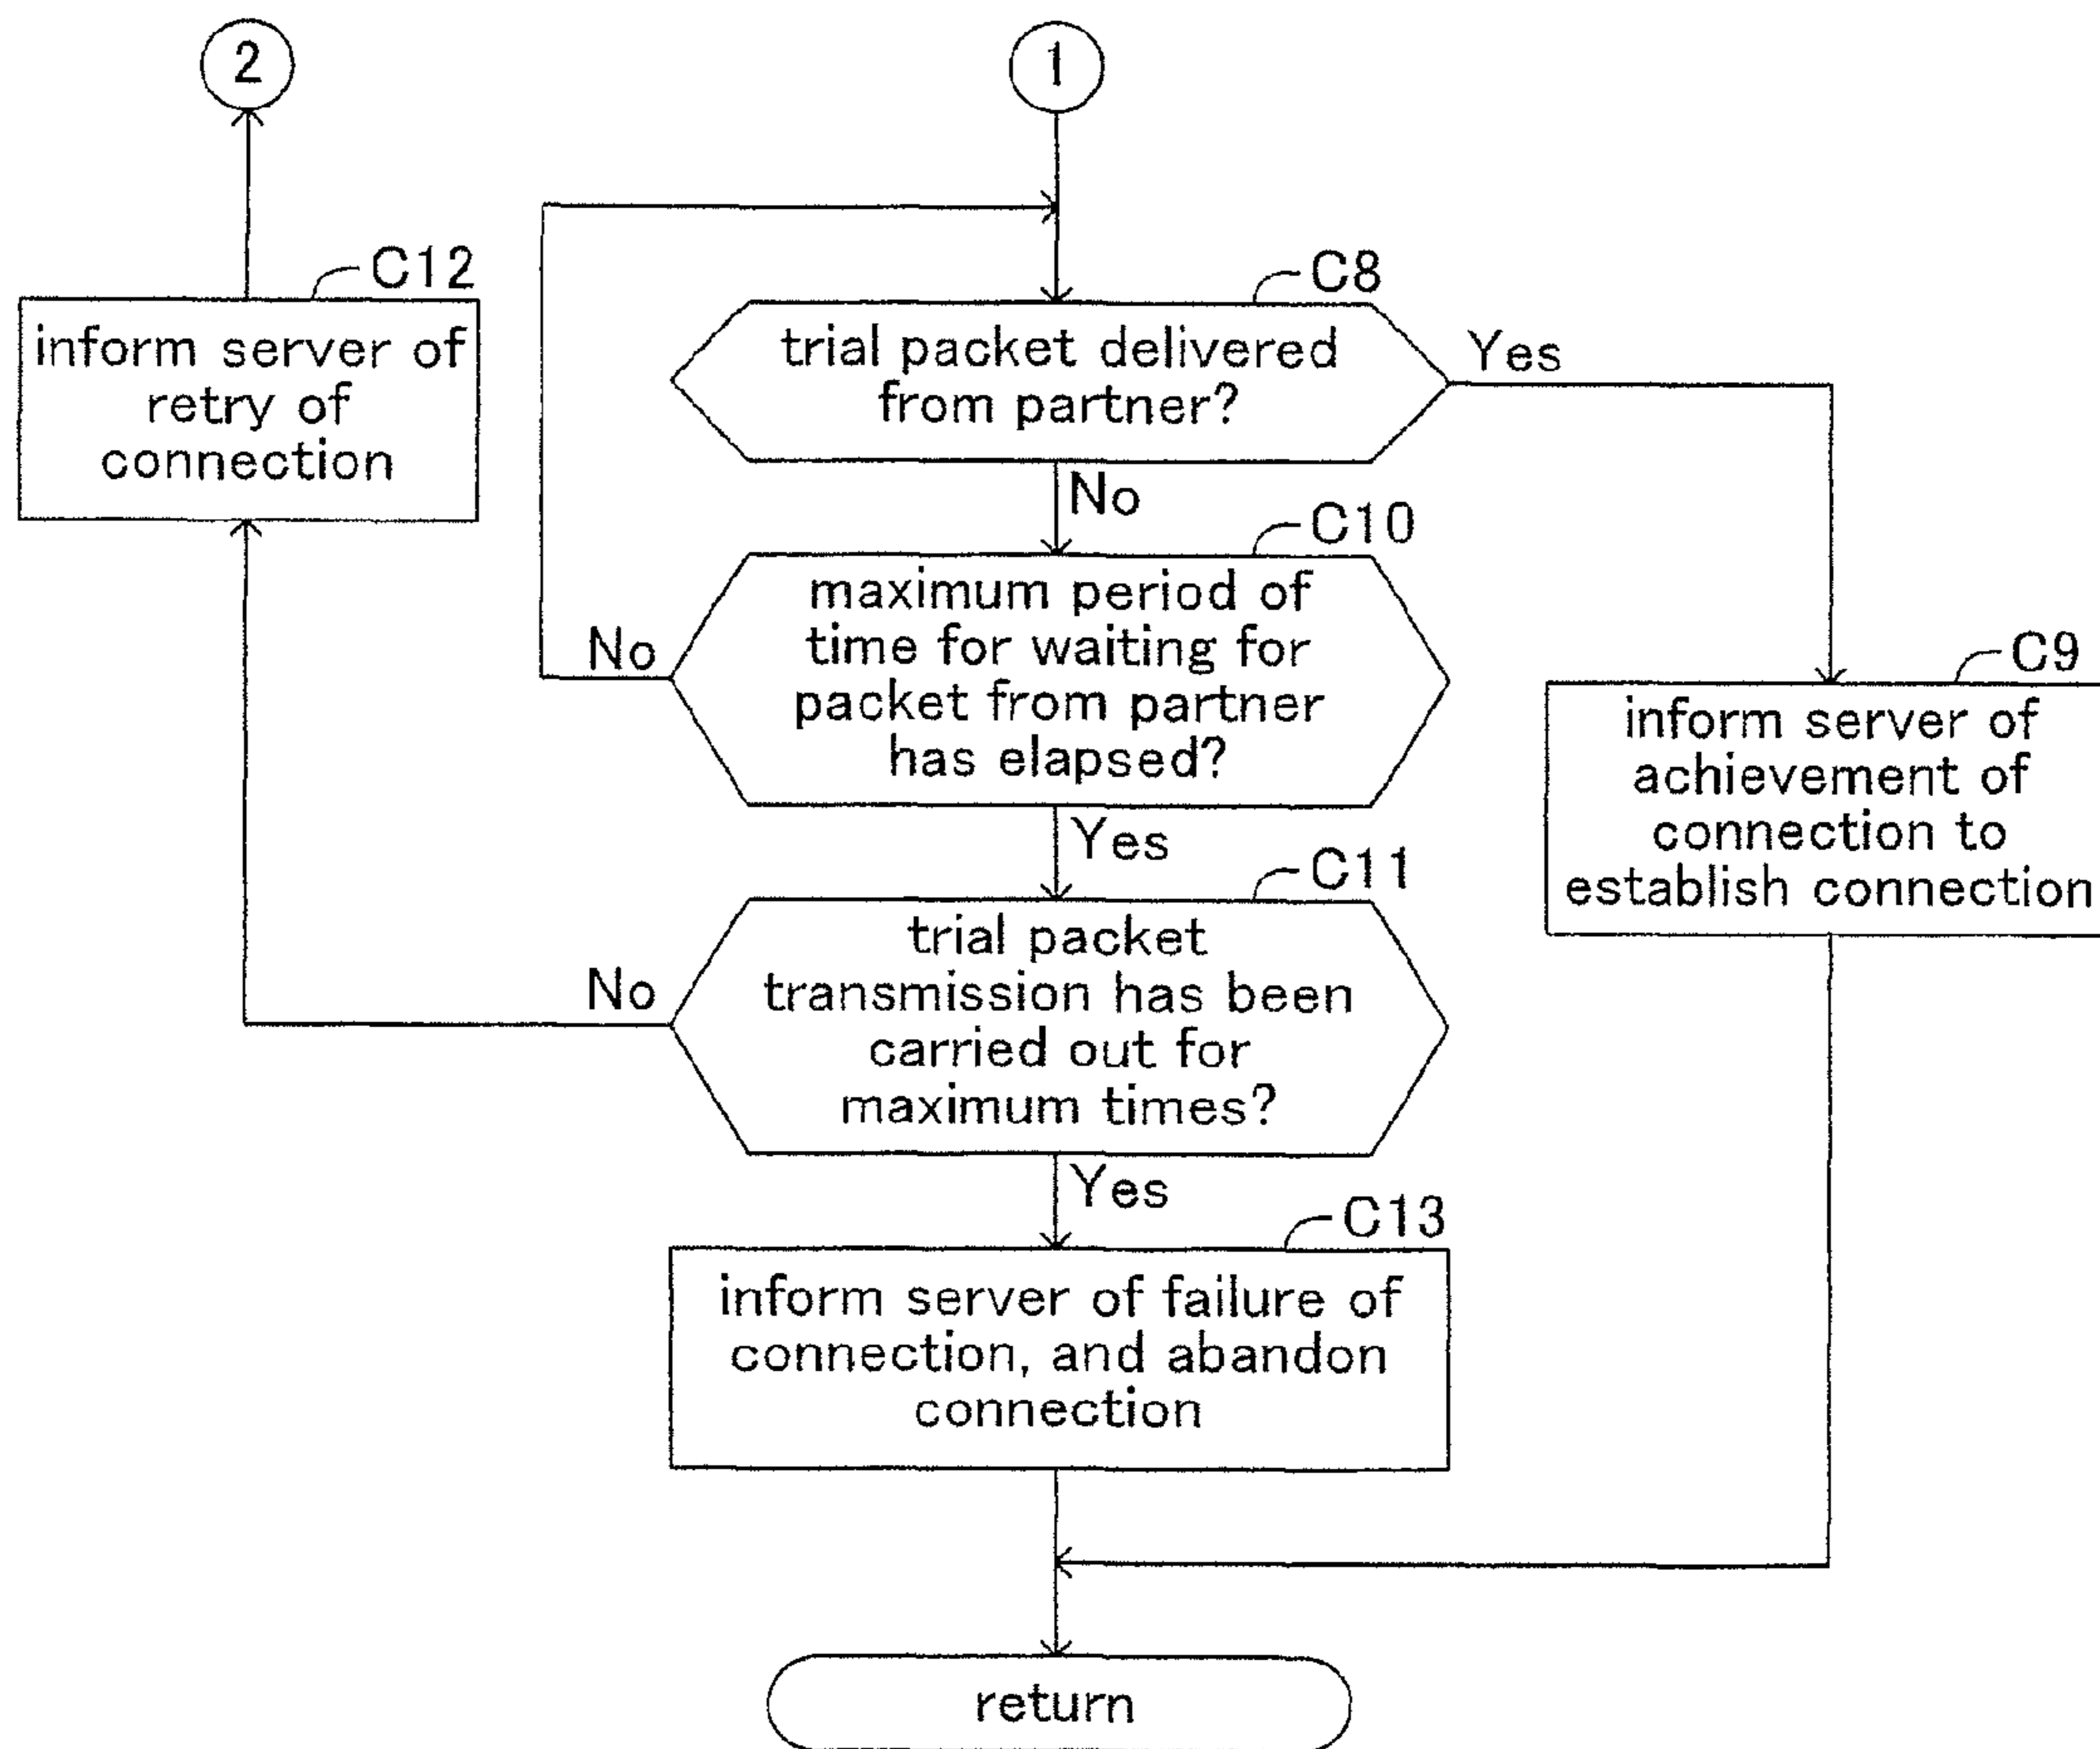 2
1
C12
inform server of
retry of
connection
C8
trial packet delivered
from partner?
Yes
No
C10
maximum period of
time for waiting for
packet from partner
has elapsed?
No
Yes
C9
inform server of
achievement of
connection to
establish connection
C11
trial packet
transmission has been
carried out for
maximum times?
No
Yes
C13
inform server of failure of
connection, and abandon
connection
return